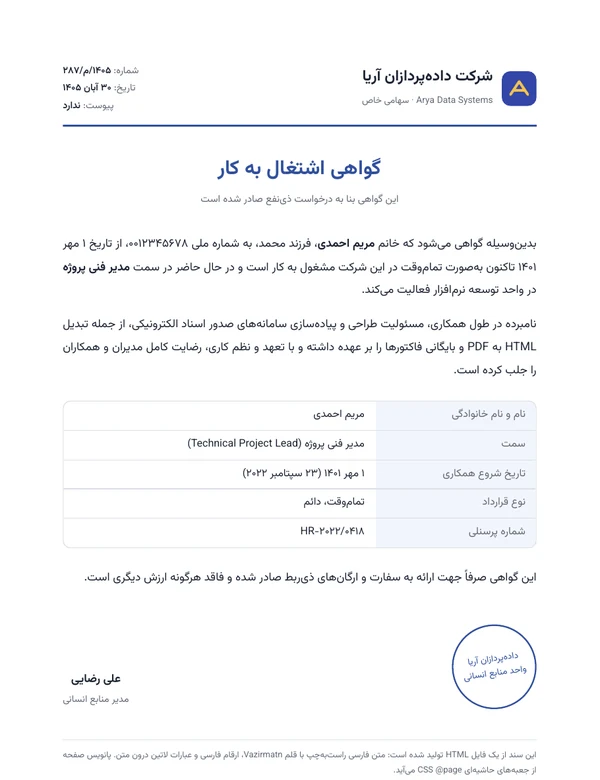 شرکت داده‌پردازان آریا
Arya Data Systems · سهامی خاص
شماره: ۱۴۰۵/م/۲۸۷
تاریخ: ۳۰ آبان ۱۴۰۵
پیوست: ندارد
گواهی اشتغال به کار
این گواهی بنا به درخواست ذی‌نفع صادر شده است
بدین‌وسیله گواهی می‌شود که خانم مریم احمدی، فرزند محمد، به شماره ملی ۰۰۱۲۳۴۵۶۷۸، از تاریخ ۱ مهر
۱۴۰۱ تاکنون به‌صورت تمام‌وقت در این شرکت مشغول به کار است و در حال حاضر در سمت مدیر فنی پروژه
در واحد توسعه نرم‌افزار فعالیت می‌کند.
نامبرده در طول همکاری، مسئولیت طراحی و پیاده‌سازی سامانه‌های صدور اسناد الکترونیکی، از جمله تبدیل
HTML به PDF و بایگانی فاکتورها را بر عهده داشته و با تعهد و نظم کاری، رضایت کامل مدیران و همکاران
را جلب کرده است.
نام و نام خانوادگی مریم احمدی
سمت مدیر فنی پروژه (Technical Project Lead)
تاریخ شروع همکاری ۱ مهر ۱۴۰۱ (۲۳ سپتامبر ۲۰۲۲)
نوع قرارداد تمام‌وقت، دائم
شماره پرسنلی HR-۲۰۲۲/۰۴۱۸
این گواهی صرفاً جهت ارائه به سفارت و ارگان‌های ذی‌ربط صادر شده و فاقد هرگونه ارزش دیگری است.
داده‌پردازان آریا
واحد منابع انسانی
علی رضایی
مدیر منابع انسانی
این سند از یک فایل HTML تولید شده است: متن فارسی راست‌به‌چپ با قلم Vazirmatn، ارقام فارسی و عبارات لاتین درون متن. پانویس صفحه
از جعبه‌های حاشیه‌ای CSS @page می‌آید.